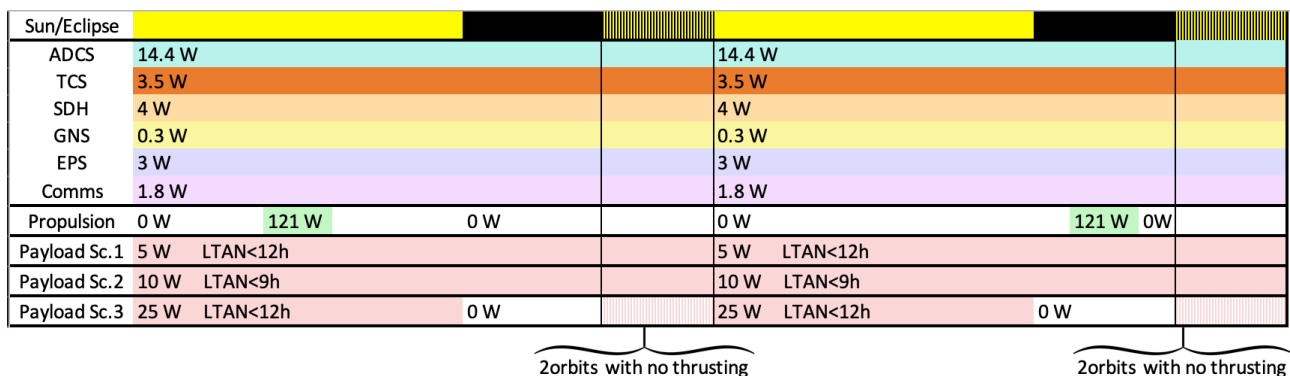 Sun/Eclipse
ADCS 14.4 W 14.4 W
TCS 3.5 W 3.5 W
SDH 4 W 4 W
GNS 0.3 W 0.3 W
EPS 3 W 3 W
Comms 1.8 W 1.8 W
Propulsion 0 W 121 W 0 W 0 W 121 W 0W
Payload Sc.1 5 W LTAN<12h 5 W LTAN<12h
Payload Sc.2 10 W LTAN<9h 10 W LTAN<9h
Payload Sc.3 25 W LTAN<12h 0 W 25 W LTAN<12h 0 W
2orbits with no thrusting 2orbits with no thrusting